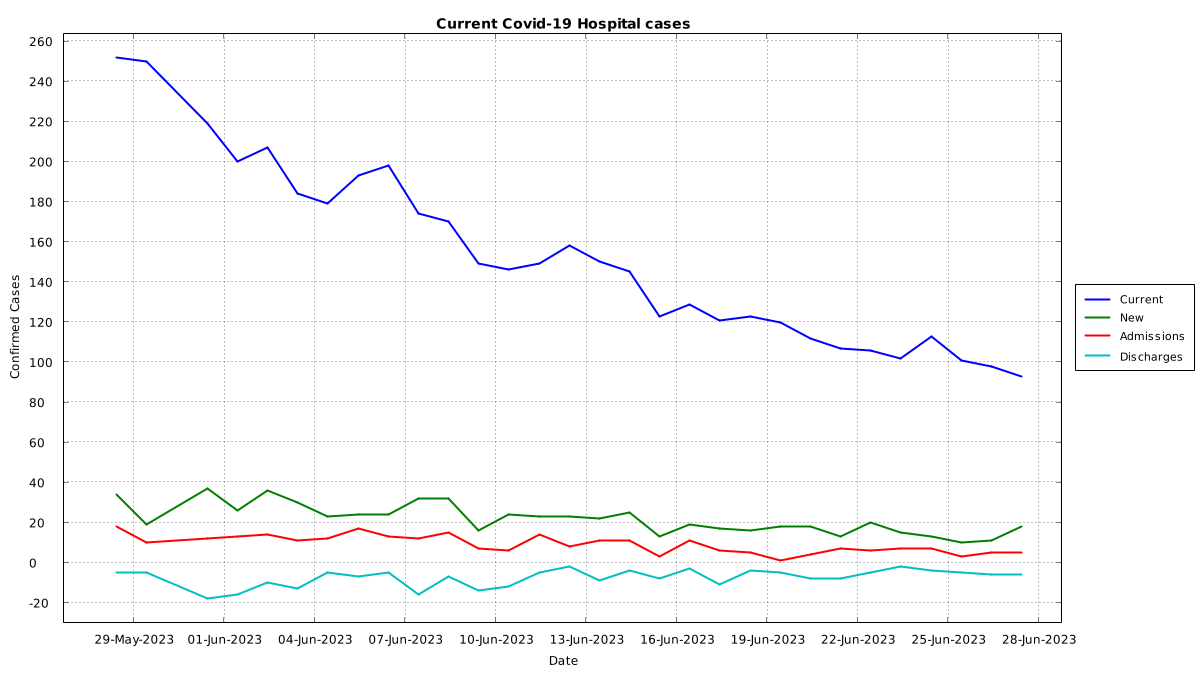 Current Covid-19 Hospital cases
260
240
220
200
180
160
140
120
100
80
60
40
20
0
-20
Confirmed Cases
29-May-2023 01-Jun-2023 04-Jun-2023 07-Jun-2023 10-Jun-2023 13-Jun-2023 16-Jun-2023 19-Jun-2023 22-Jun-2023 25-Jun-2023 28-Jun-2023
Date
Current
New
Admissions
Discharges